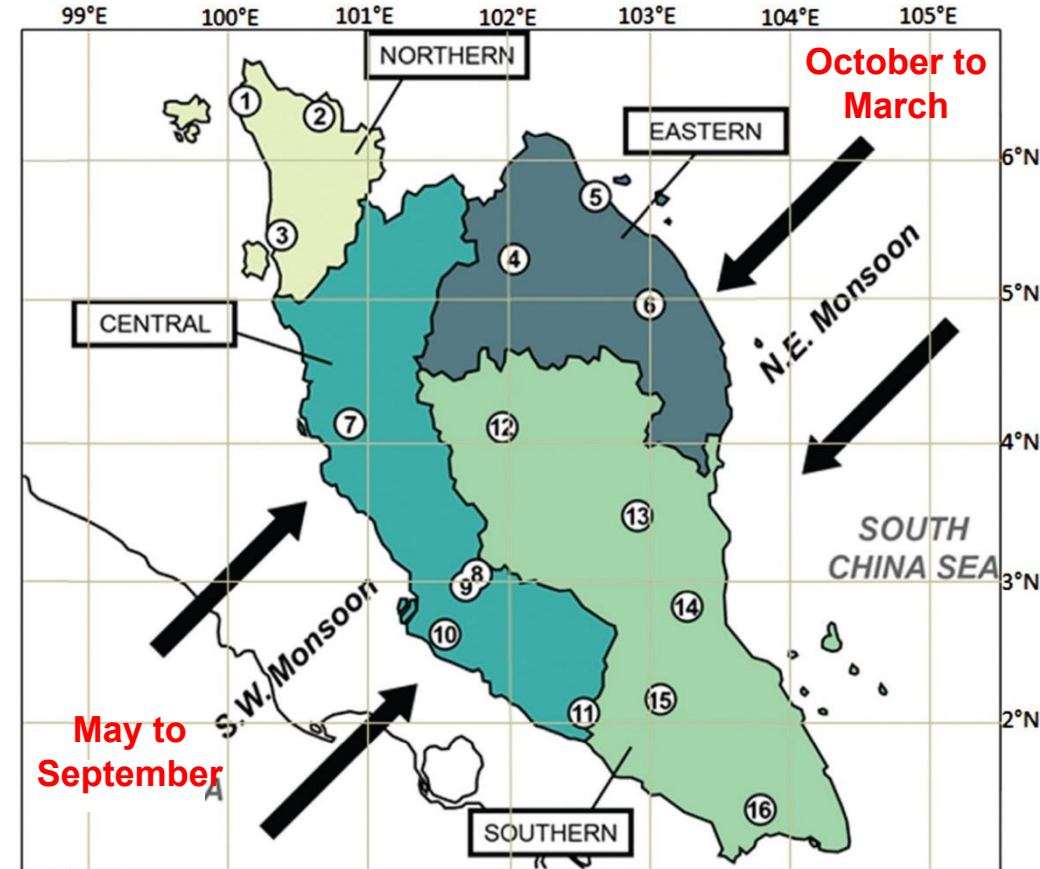 99°E 100°E 101°E 102°E 103°E 104°E 105°E
NORTHERN
October to
March
1
2
EASTERN
6°N
5
3
4
N.E. Monsoon
5°N
6
CENTRAL
7
12
4°N
13
SOUTH
CHINA SEA
8
9
3°N
14
10
S.W. Monsoon
15
11
2°N
May to
September
A
16
SOUTHERN